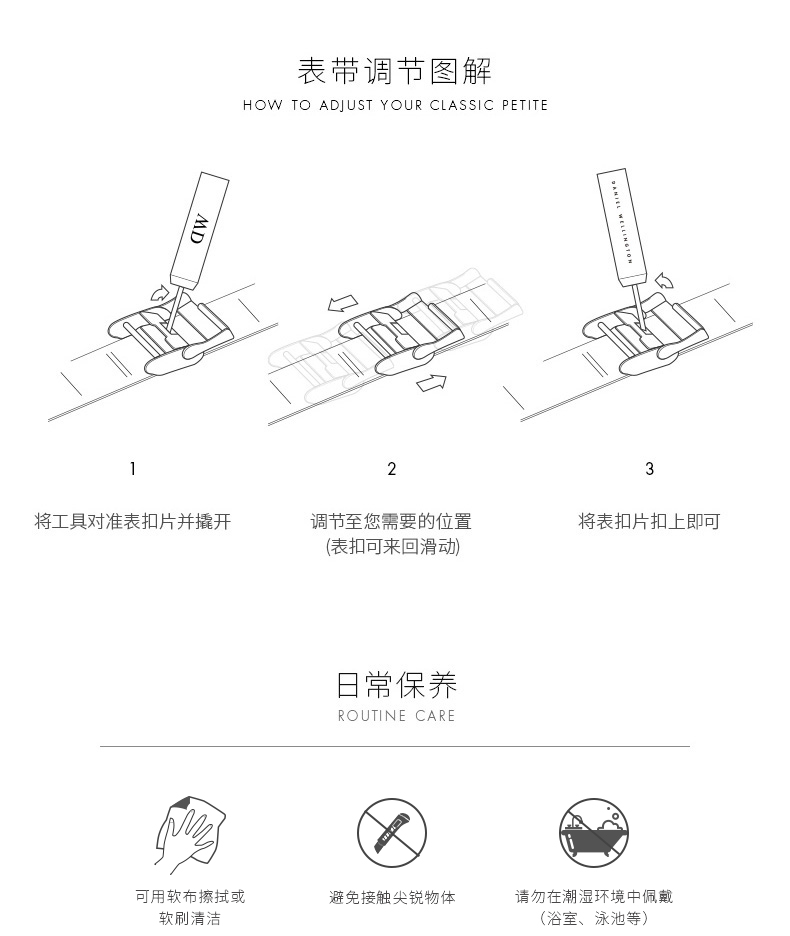 表带调节图解
HOW TO ADJUST YOUR CLASSIC PETITE
DW
DANIEL WELLINGTON
1
2
3
将工具对准表扣片并撬开
调节至您需要的位置
(表扣可来回滑动)
将表扣片扣上即可
日常保养
ROUTINE CARE
可用软布擦拭或
软刷清洁
避免接触尖锐物体
请勿在潮湿环境中佩戴
（浴室、泳池等）